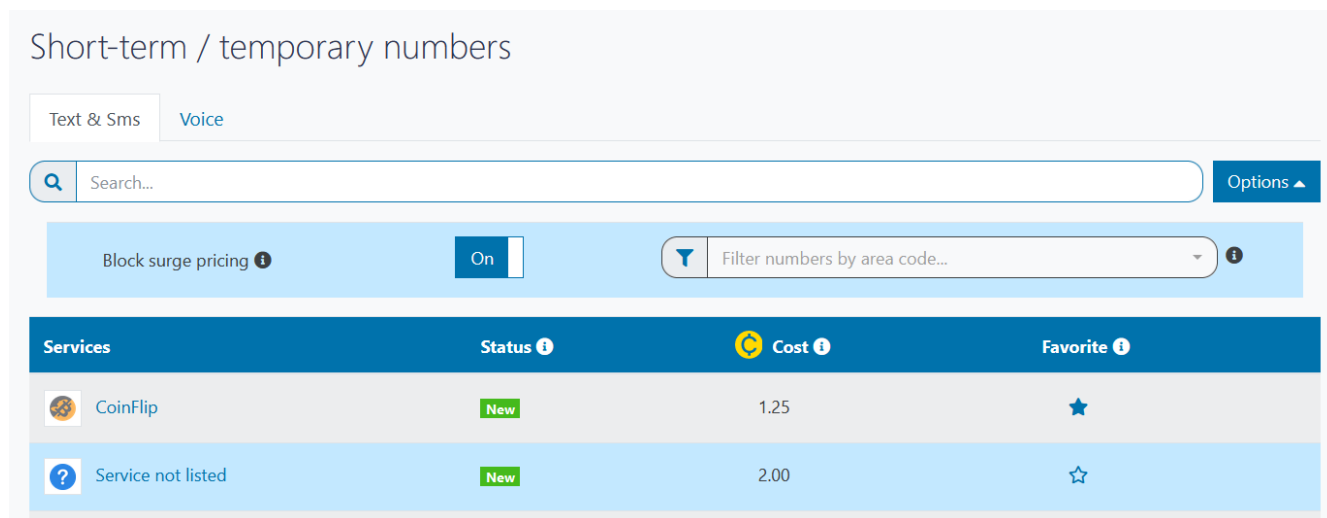 Short-term / temporary numbers
Text & Sms Voice
Search... Options
Block surge pricing On Filter numbers by area code...
Services Status Cost Favorite
CoinFlip New 1.25
Service not listed New 2.00